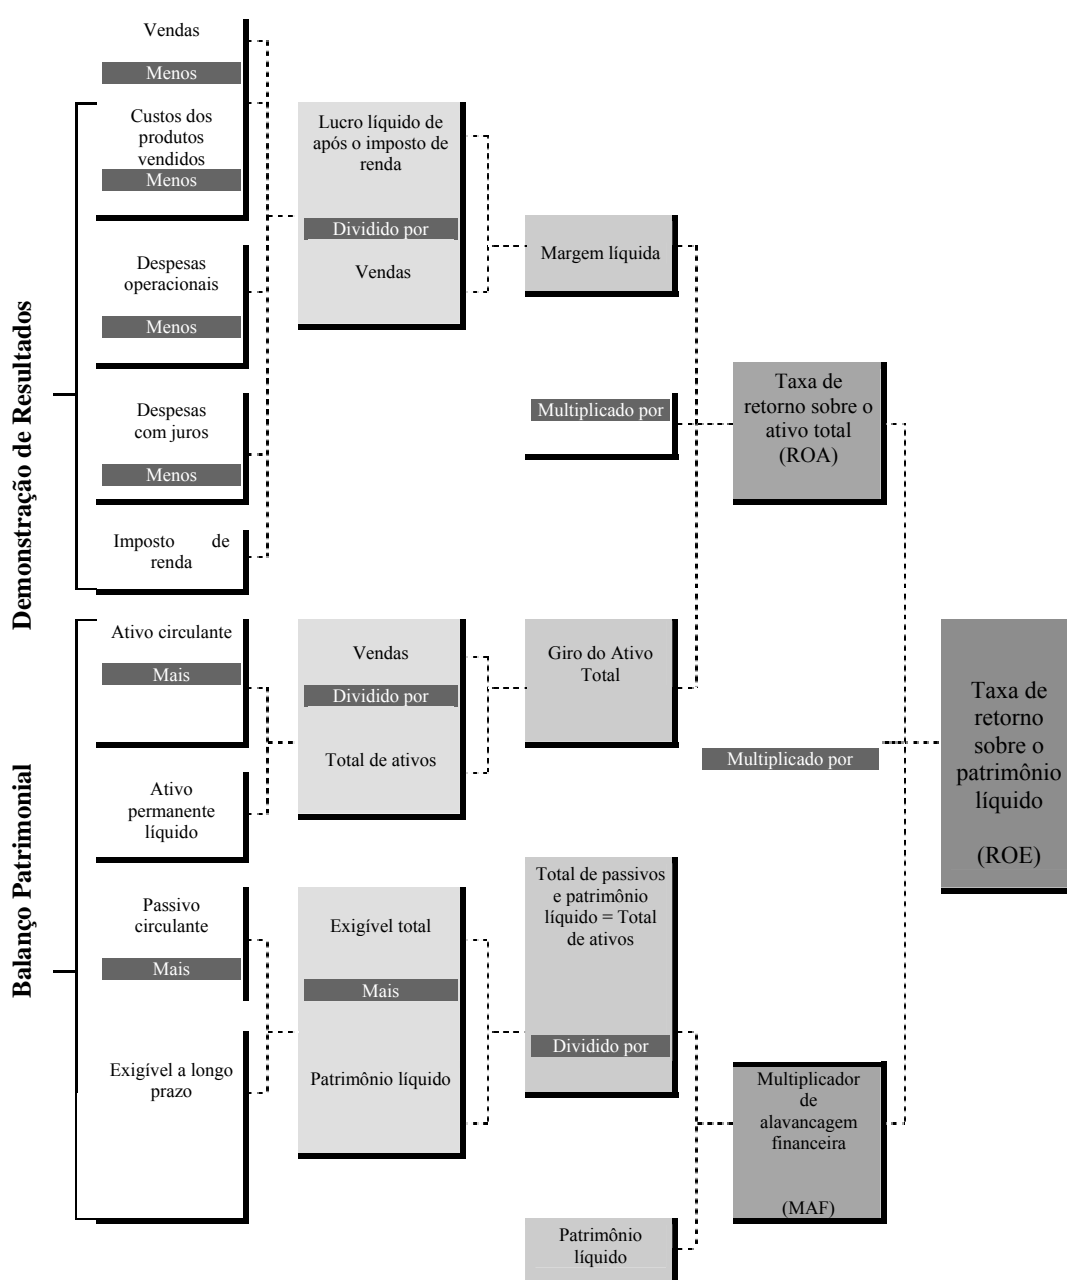 Demonstração de Resultados
Vendas
Menos
Custos dos
produtos
vendidos
Menos
Despesas
operacionais
Menos
Despesas
com juros
Menos
Imposto de
renda
Lucro líquido de
após o imposto de
renda
Dividido por
Vendas
Margem líquida
Multiplicado por
Taxa de
retorno sobre o
ativo total
(ROA)
Balanço Patrimonial
Ativo circulante
Mais
Ativo
permanente
líquido
Vendas
Dividido por
Total de ativos
Giro do Ativo
Total
Multiplicado por
Taxa de
retorno
sobre o
patrimônio
líquido
(ROE)
Passivo
circulante
Mais
Exigível a longo
prazo
Exigível total
Mais
Patrimônio líquido
Total de passivos
e patrimônio
líquido = Total
de ativos
Dividido por
Patrimônio
líquido
Multiplicador
de
alavancagem
financeira
(MAF)